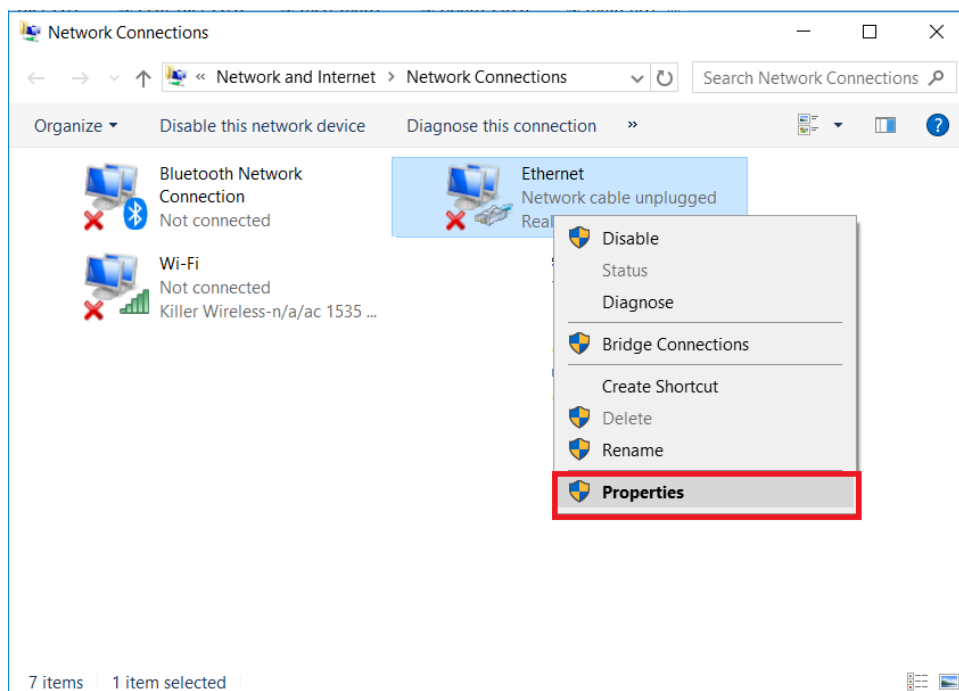 Network Connections
« Network and Internet > Network Connections
Search Network Connections
Organize
Disable this network device
Diagnose this connection
»
Bluetooth Network
Connection
Not connected
Ethernet
Network cable unplugged
Real
Wi-Fi
Not connected
Killer Wireless-n/a/ac 1535 ...
Disable
Status
Diagnose
Bridge Connections
Create Shortcut
Delete
Rename
Properties
7 items
1 item selected